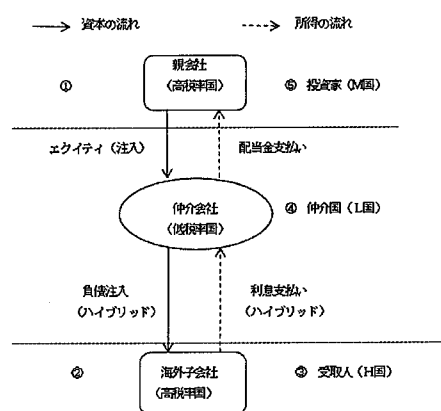 資本の流れ
所得の流れ
①
親会社
(高税率国)
⑤ 投資家(M国)
エクイティ(注入)
配当金支払い
仲介会社
(低税率国)
④ 仲介国(L国)
負債注入
(ハイブリッド)
利息支払い
(ハイブリッド)
②
海外子会社
(高税率国)
③ 受取人(H国)